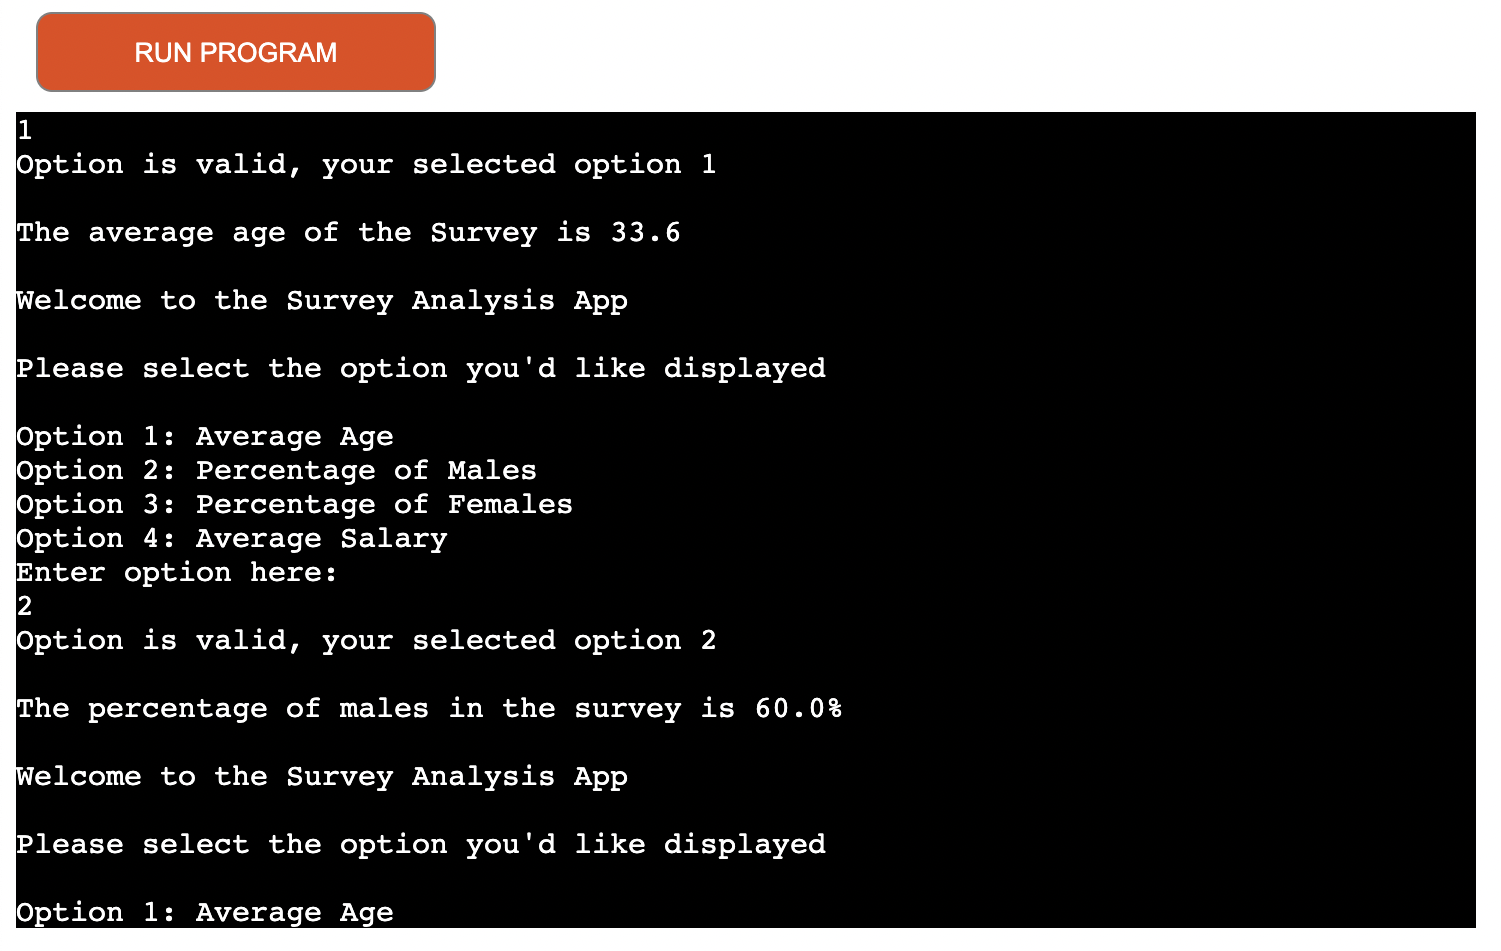 RUN PROGRAM
1
Option is valid, your selected option 1
The average age of the Survey is 33.6
Welcome to the Survey Analysis App
Please select the option you'd like displayed
Option 1: Average Age
Option 2: Percentage of Males
Option 3: Percentage of Females
Option 4: Average Salary
Enter option here:
2
Option is valid, your selected option 2
The percentage of males in the survey is 60.0%
Welcome to the Survey Analysis App
Please select the option you'd like displayed
Option 1: Average Age